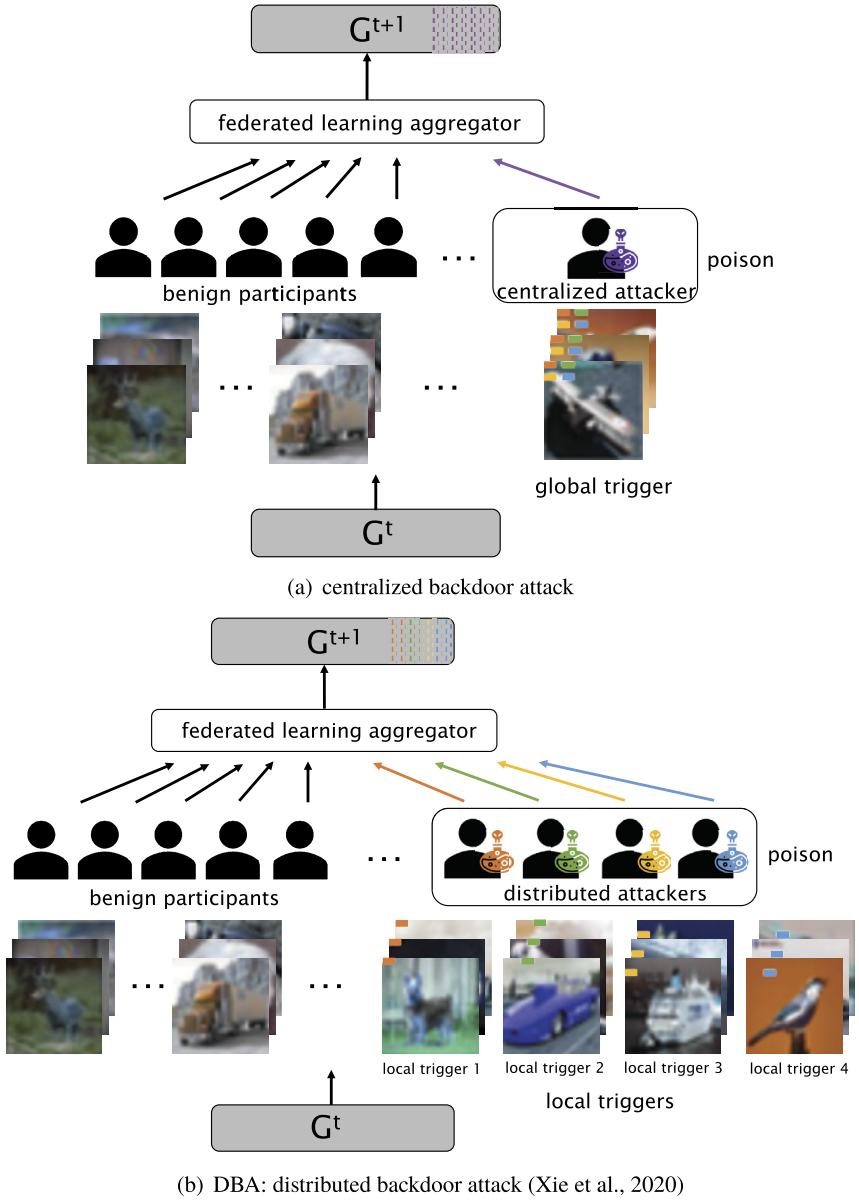 G^{t+1}
federated learning aggregator
benign participants
...
centralized attacker
poison
...
...
global trigger
G^t
(a) centralized backdoor attack
G^{t+1}
federated learning aggregator
benign participants
...
distributed attackers
poison
...
...
local trigger 1
local trigger 2
local trigger 3
local trigger 4
local triggers
G^t
(b) DBA: distributed backdoor attack (Xie et al., 2020)